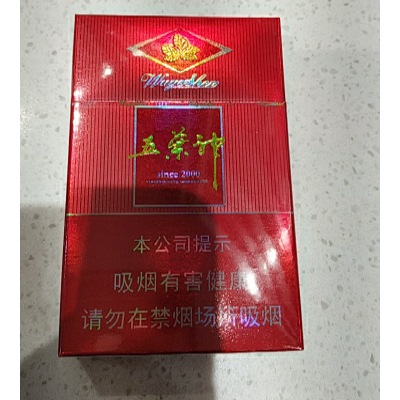 Wuyeshen
五葉神
since 2000
本公司提示
吸烟有害健康
请勿在禁烟场所吸烟